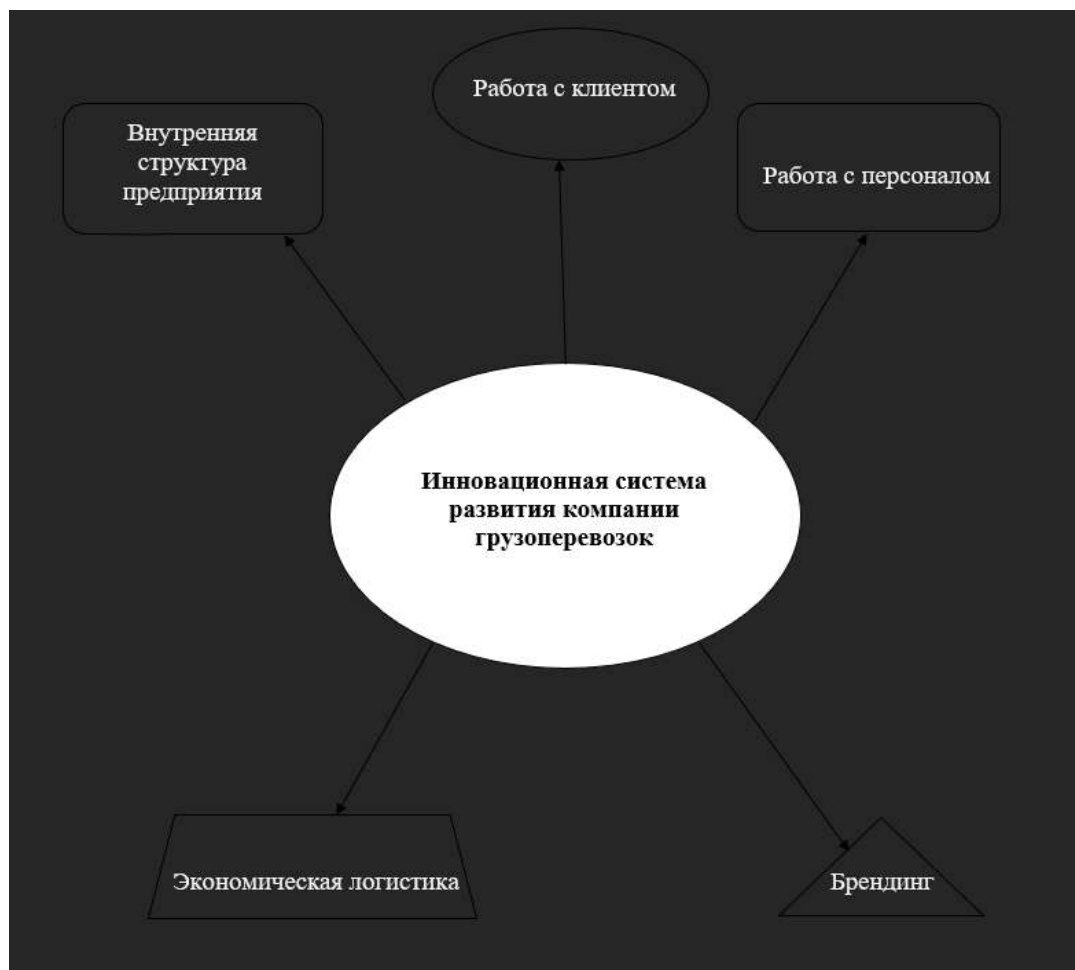 Работа с клиентом
Внутренняя
структура
предприятия
Работа с персоналом
Инновационная система
развития компании
грузоперевозок
Экономическая логистика
Брендинг